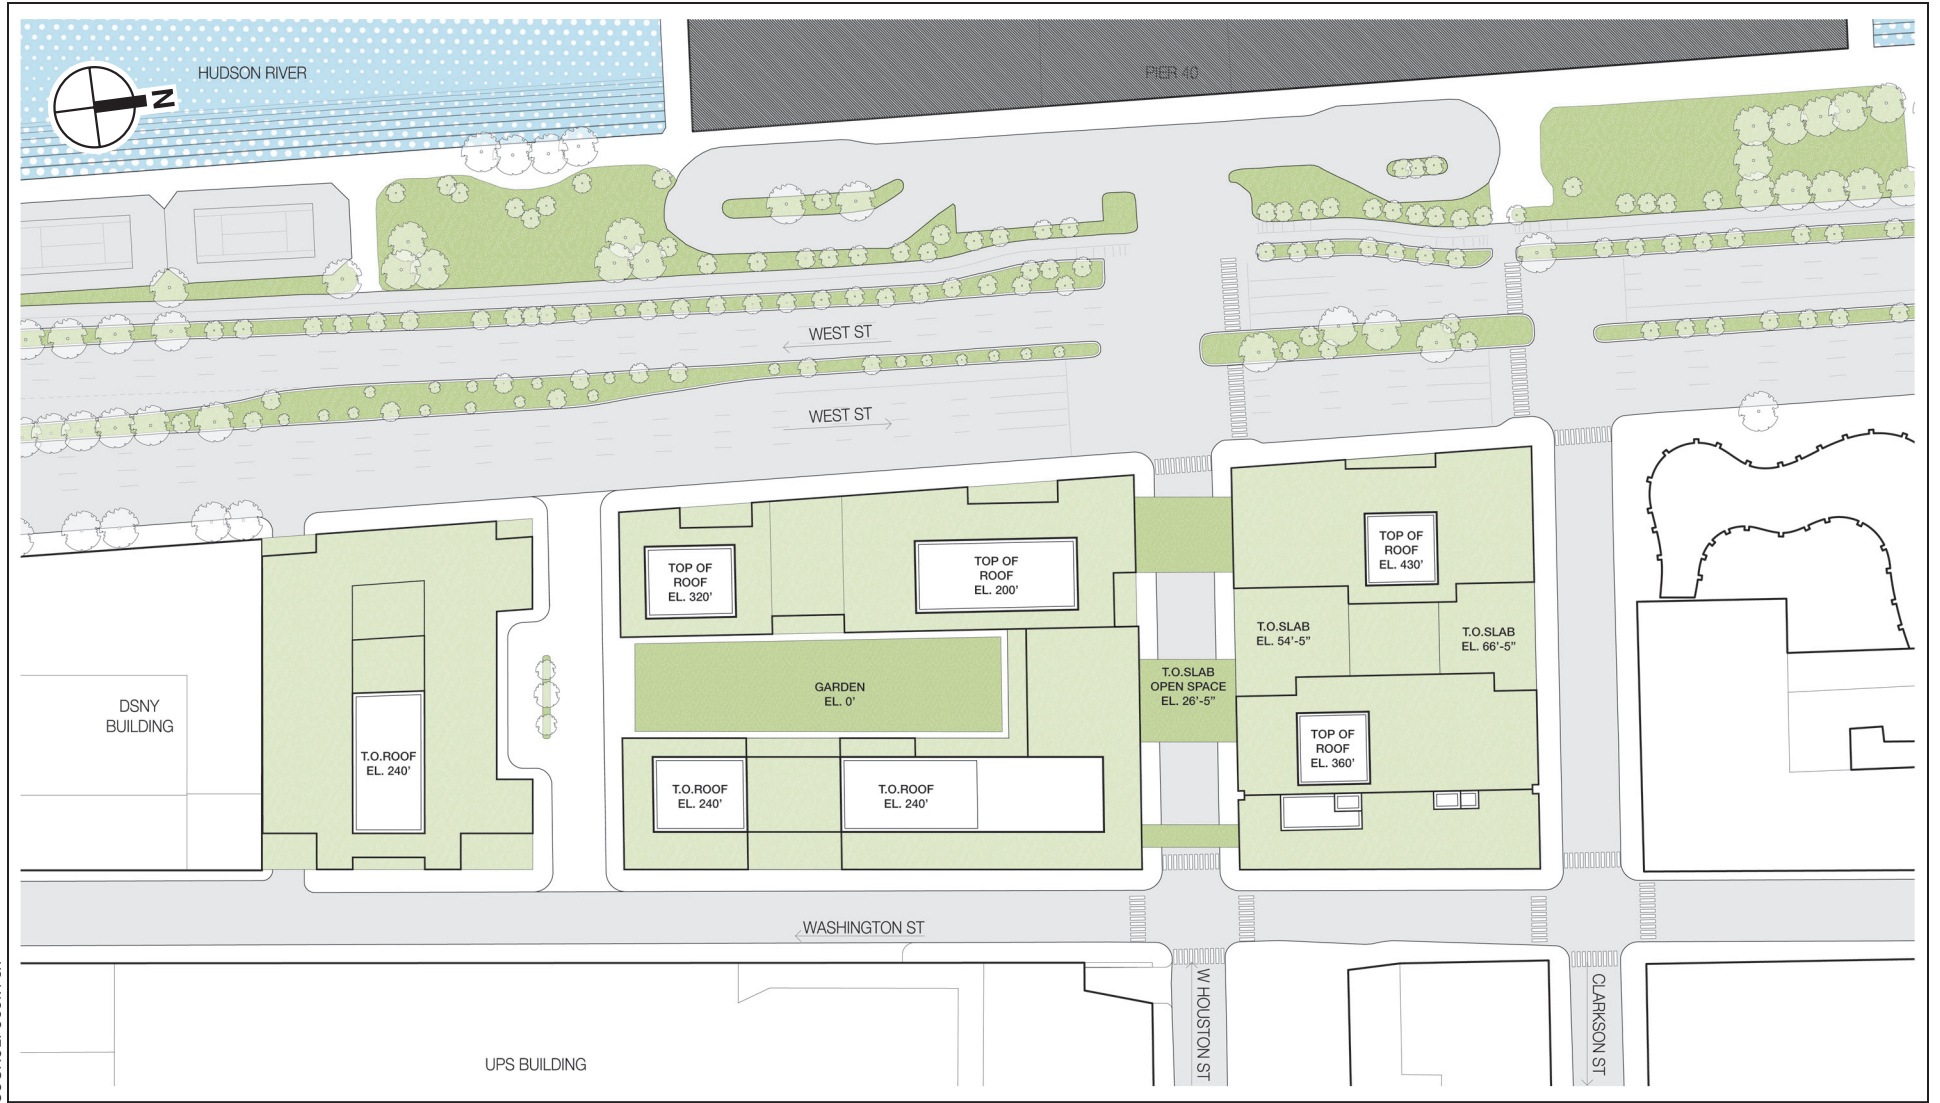 HUDSON RIVER
PIER 40
N
WEST ST
WEST ST
TOP OF
ROOF
EL. 320'
TOP OF
ROOF
EL. 200'
TOP OF
ROOF
EL. 430'
T.O.SLAB
EL. 54'-5"
T.O.SLAB
EL. 66'-5"
GARDEN
EL. 0'
T.O.SLAB
OPEN SPACE
EL. 26'-5"
DSNY
BUILDING
T.O.ROOF
EL. 240'
TOP OF
ROOF
EL. 360'
T.O.ROOF
EL. 240'
T.O.ROOF
EL. 240'
WASHINGTON ST
W HOUSTON ST
CLARKSON ST
UPS BUILDING